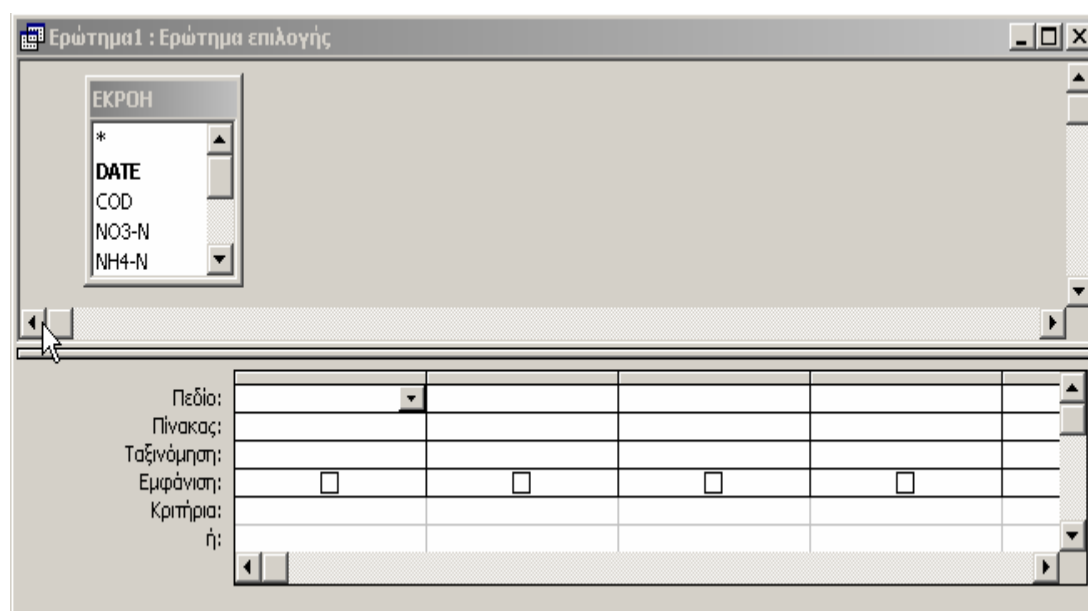 Ερώτημα1 : Ερώτημα επιλογής
ΕΚΡΟΗ
*
DATE
COD
NO3-N
NH4-N
Πεδίο:
Πίνακας:
Ταξινόμηση:
Εμφάνιση:
Κριτήρια:
ή: